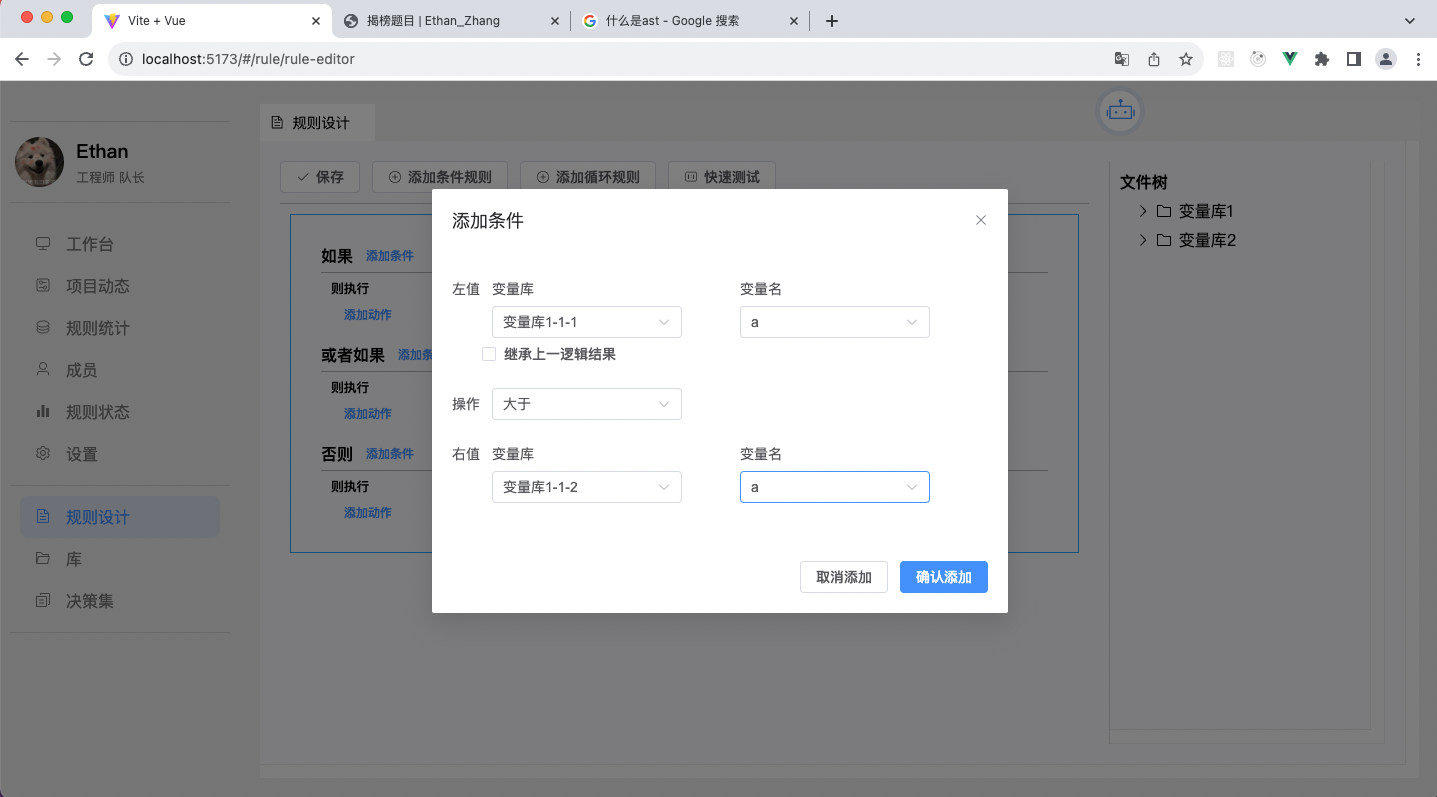 Vite + Vue
揭榜题目 | Ethan_Zhang
什么是ast - Google 搜索
localhost:5173/#/rule/rule-editor
Ethan
工程师 队长
工作台
项目动态
规则统计
成员
规则状态
设置
规则设计
库
决策集
规则设计
保存
添加条件规则
添加循环规则
快速测试
如果 添加条件
则执行
添加动作
或者如果 添加条
则执行
添加动作
否则 添加条件
则执行
添加动作
添加条件
左值 变量库 变量名
变量库1-1-1 a
继承上一逻辑结果
操作 大于
右值 变量库 变量名
变量库1-1-2 a
取消添加 确认添加
文件树
变量库1
变量库2